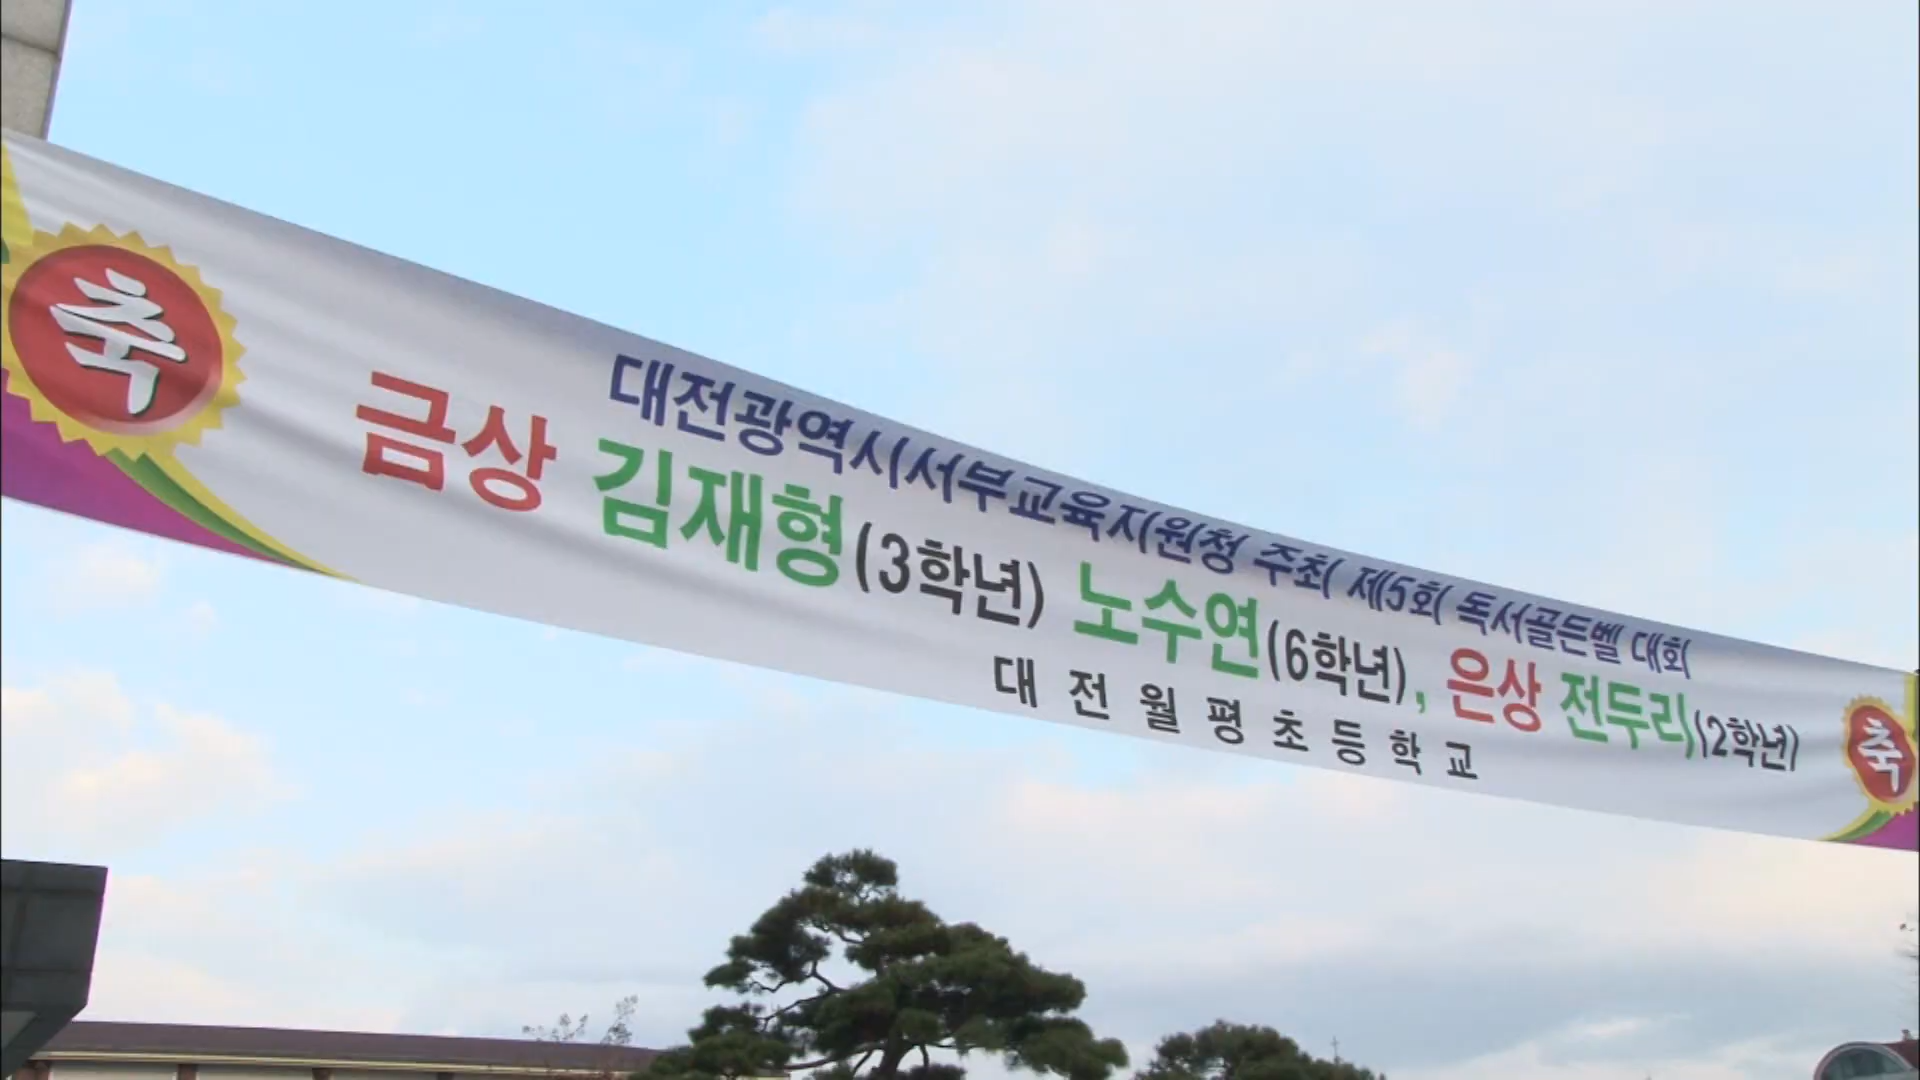 축
대전광역시서부교육지원청 주최 제5회 독서골든벨 대회
금상 김재형(3학년) 노수연(6학년), 은상 전두리(2학년)
대전월평초등학교
축